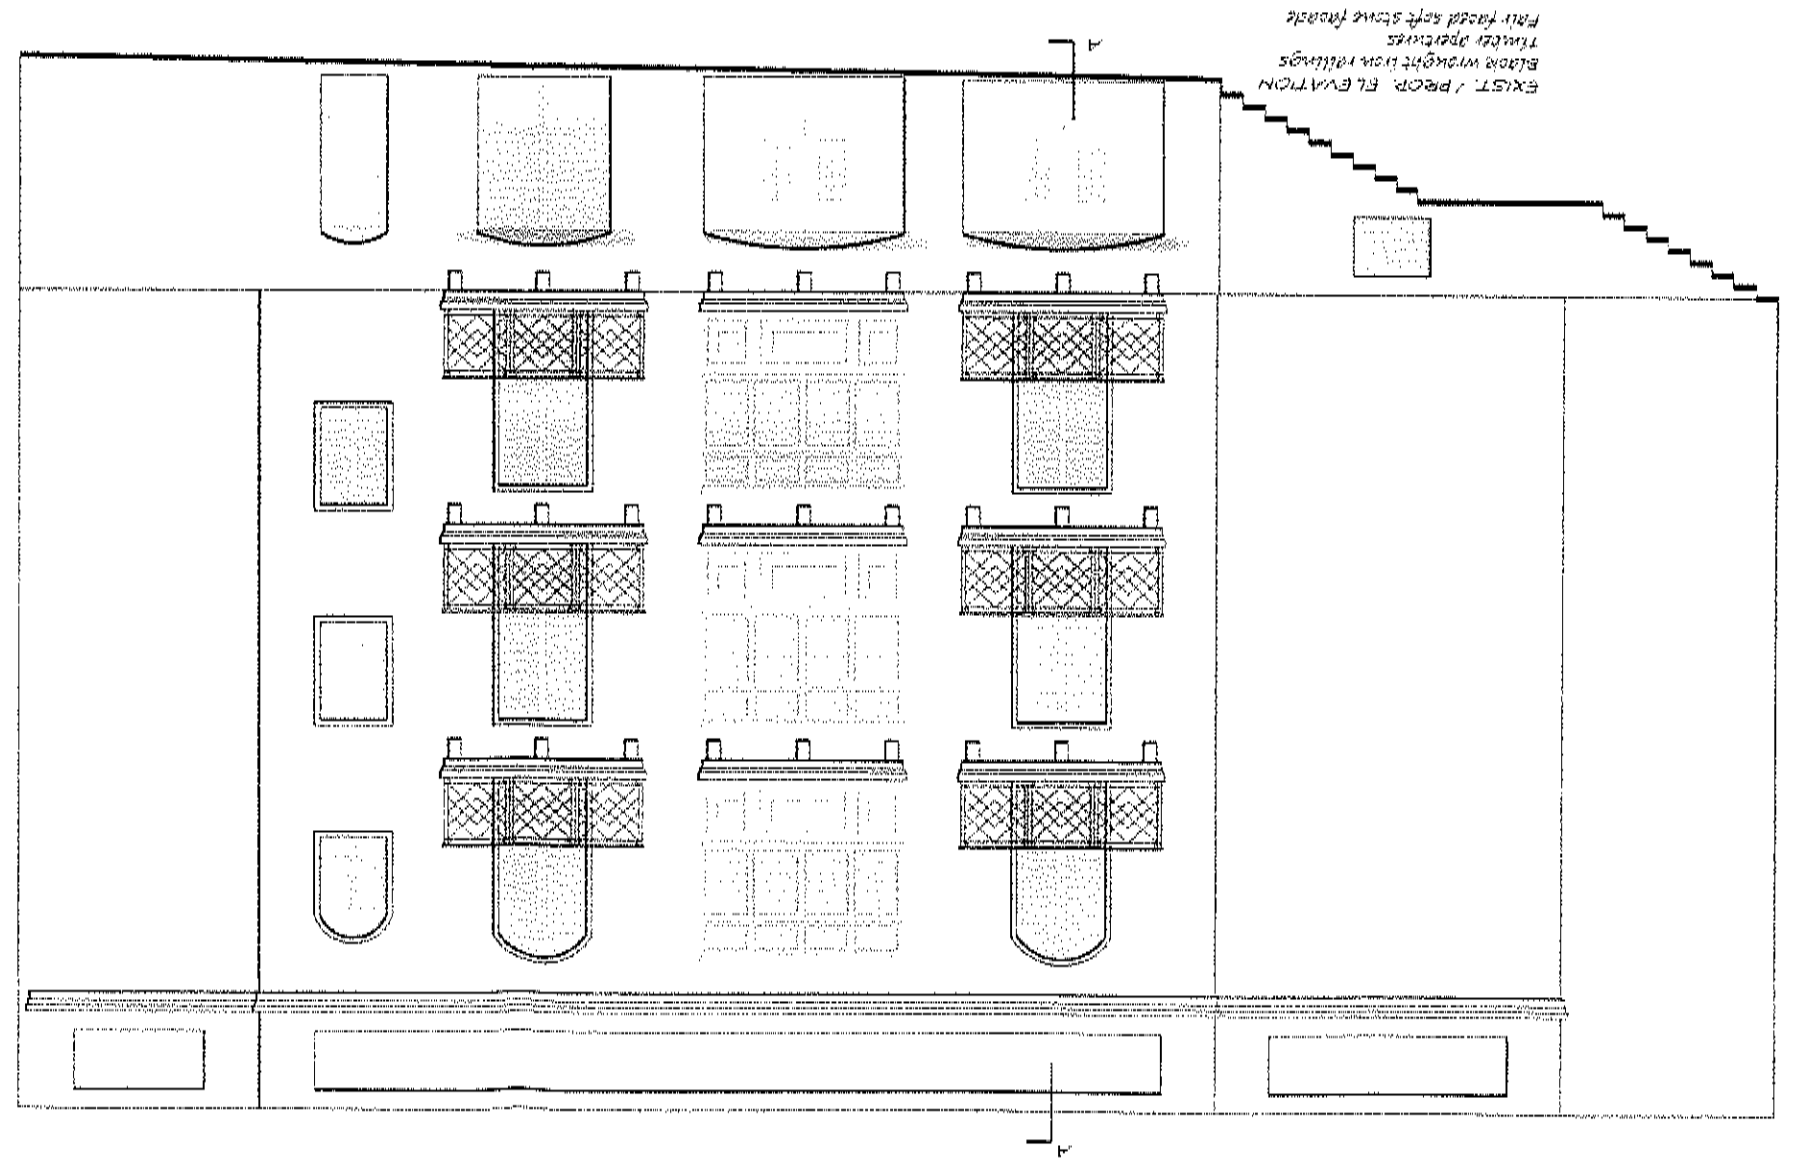 EXIST. / PROP. ELEVATION
Black wrought iron railings
Timber apertures
Fair faced soft stone facade
A
A